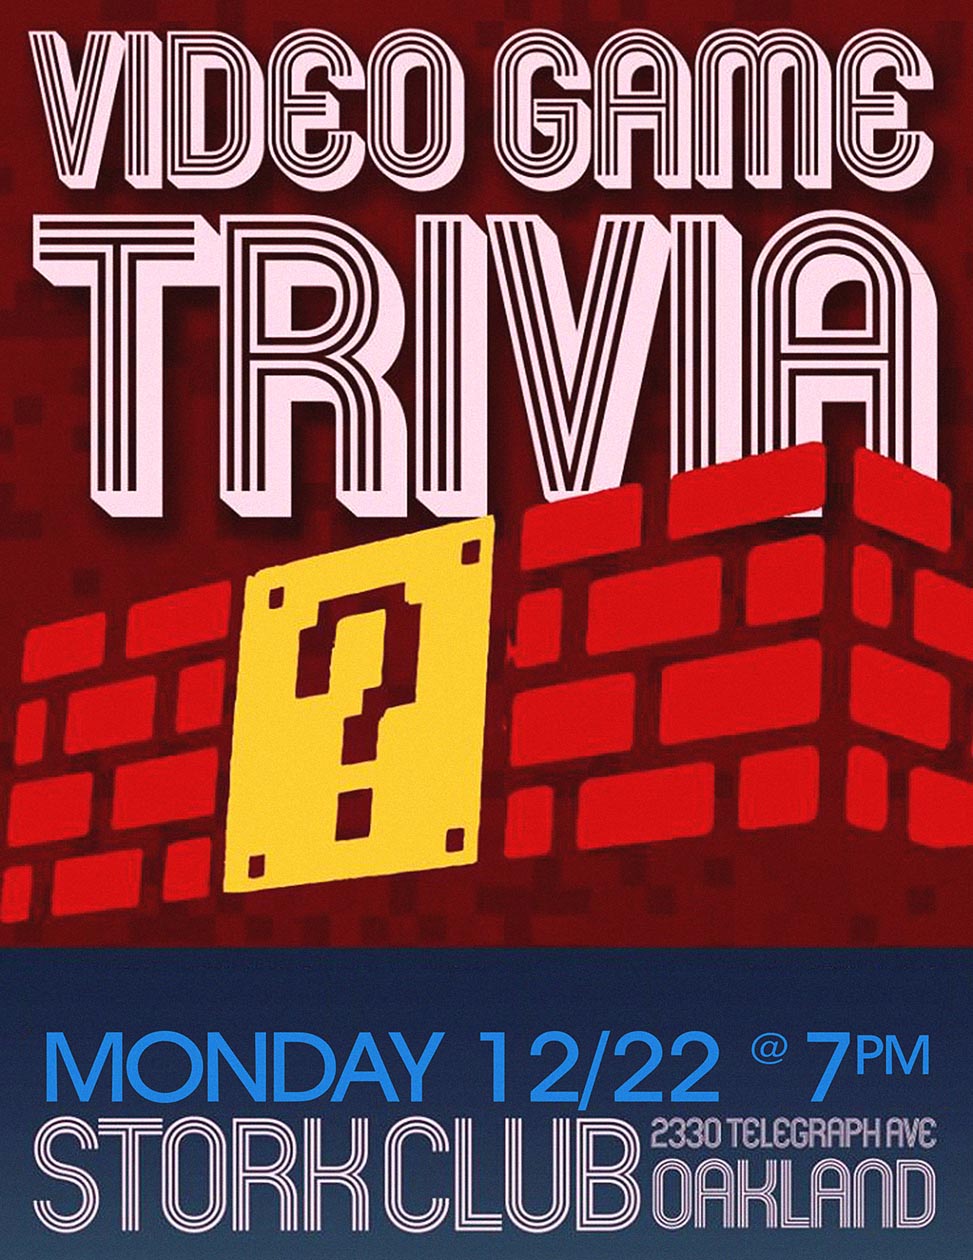 VIDEO GAME
TRIVIA
?
MONDAY 12/22 @ 7PM
STORK CLUB
2330 TELEGRAPH AVE
OAKLAND